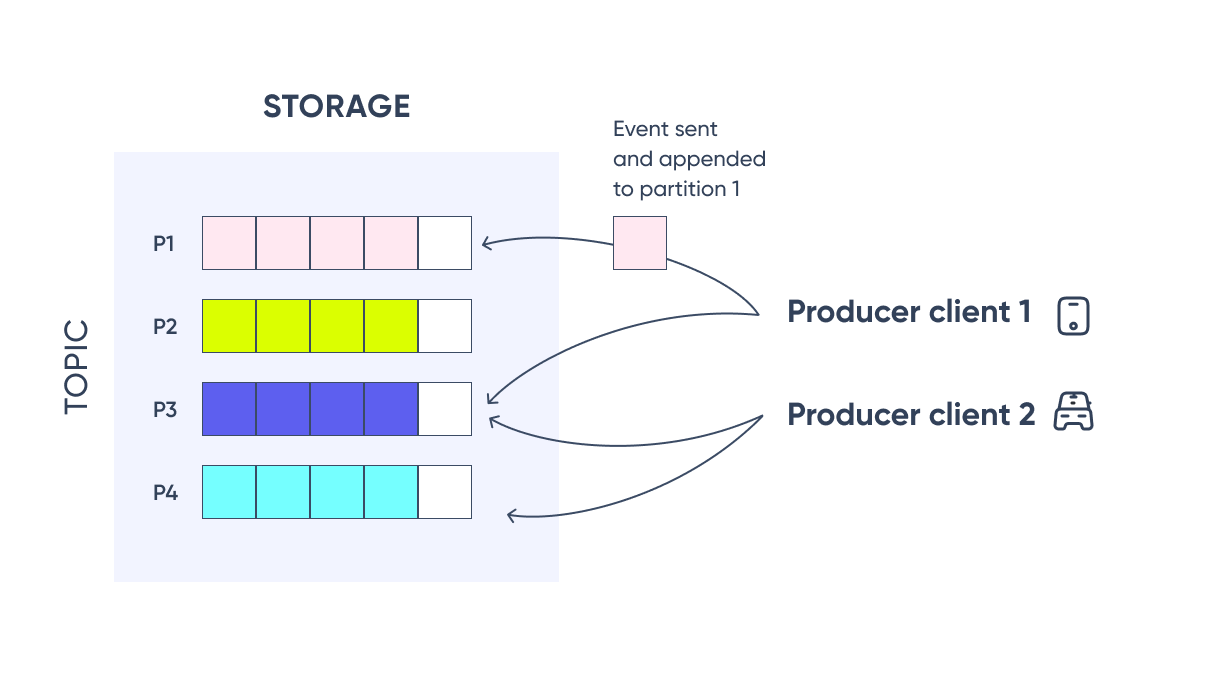 STORAGE
Event sent
and appended
to partition 1
P1
P2
P3
P4
TOPIC
Producer client 1
Producer client 2